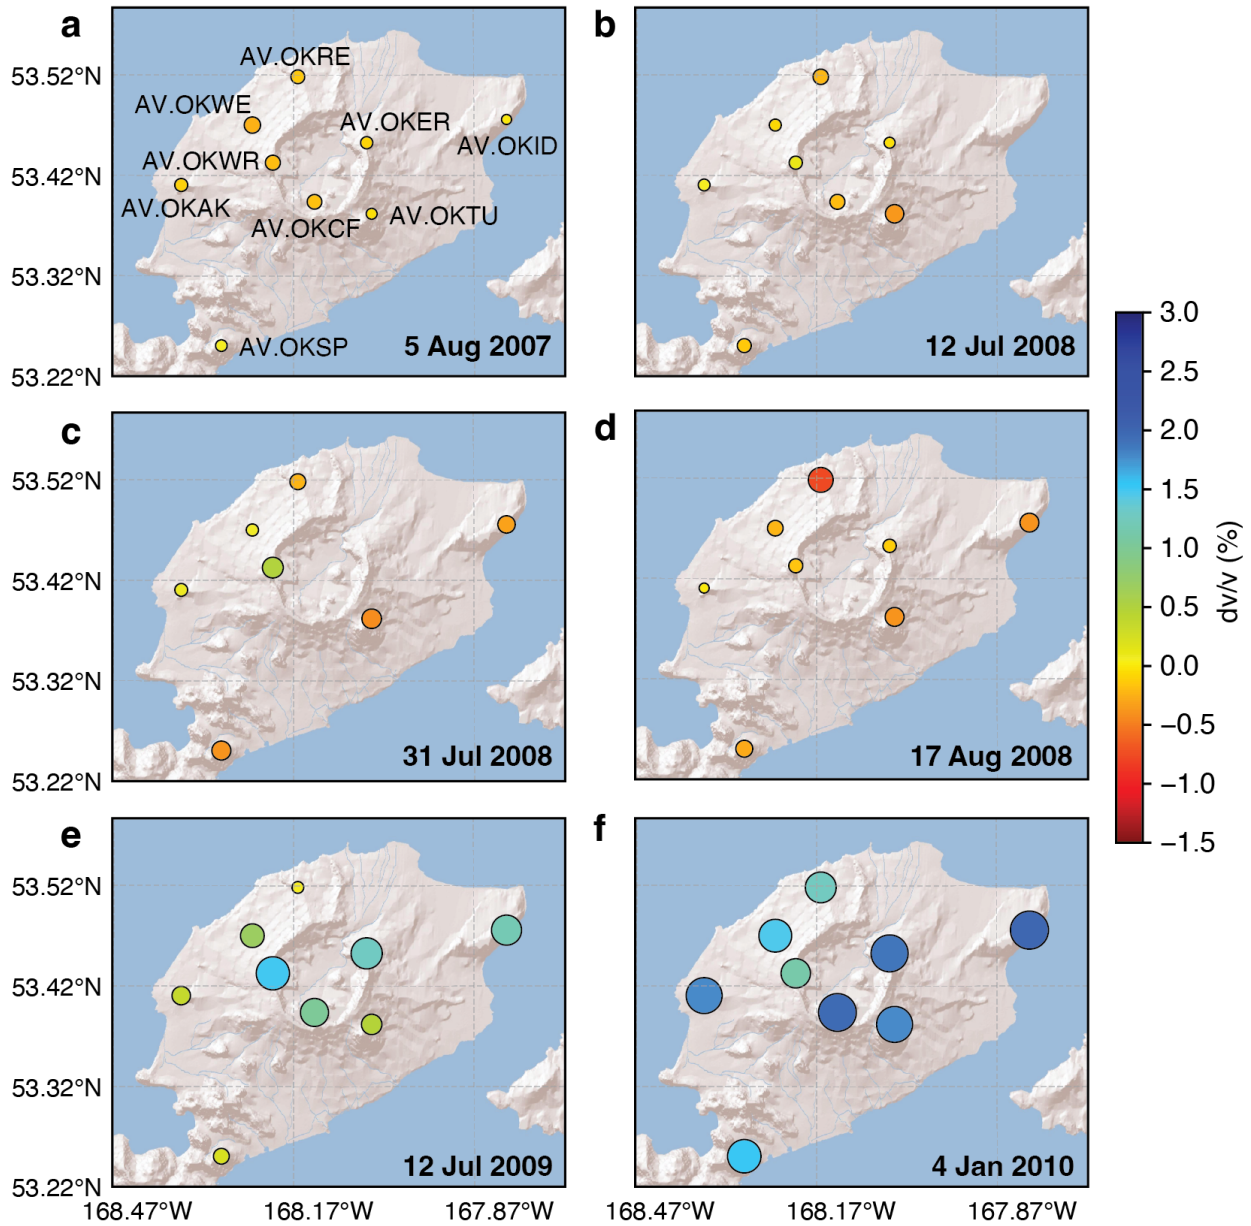 a
AV.OKRE
AV.OKWE
AV.OKER
AV.OKID
AV.OKWR
AV.OKAK
AV.OKCF
AV.OKTU
AV.OKSP
5 Aug 2007
53.52°N
53.42°N
53.32°N
53.22°N
b
12 Jul 2008
c
31 Jul 2008
53.52°N
53.42°N
53.32°N
53.22°N
d
17 Aug 2008
3.0
2.5
2.0
1.5
1.0
0.5
0.0
−0.5
−1.0
−1.5
dv/v (%)
e
12 Jul 2009
53.52°N
53.42°N
53.32°N
53.22°N
168.47°W 168.17°W 167.87°W
f
4 Jan 2010
168.47°W 168.17°W 167.87°W